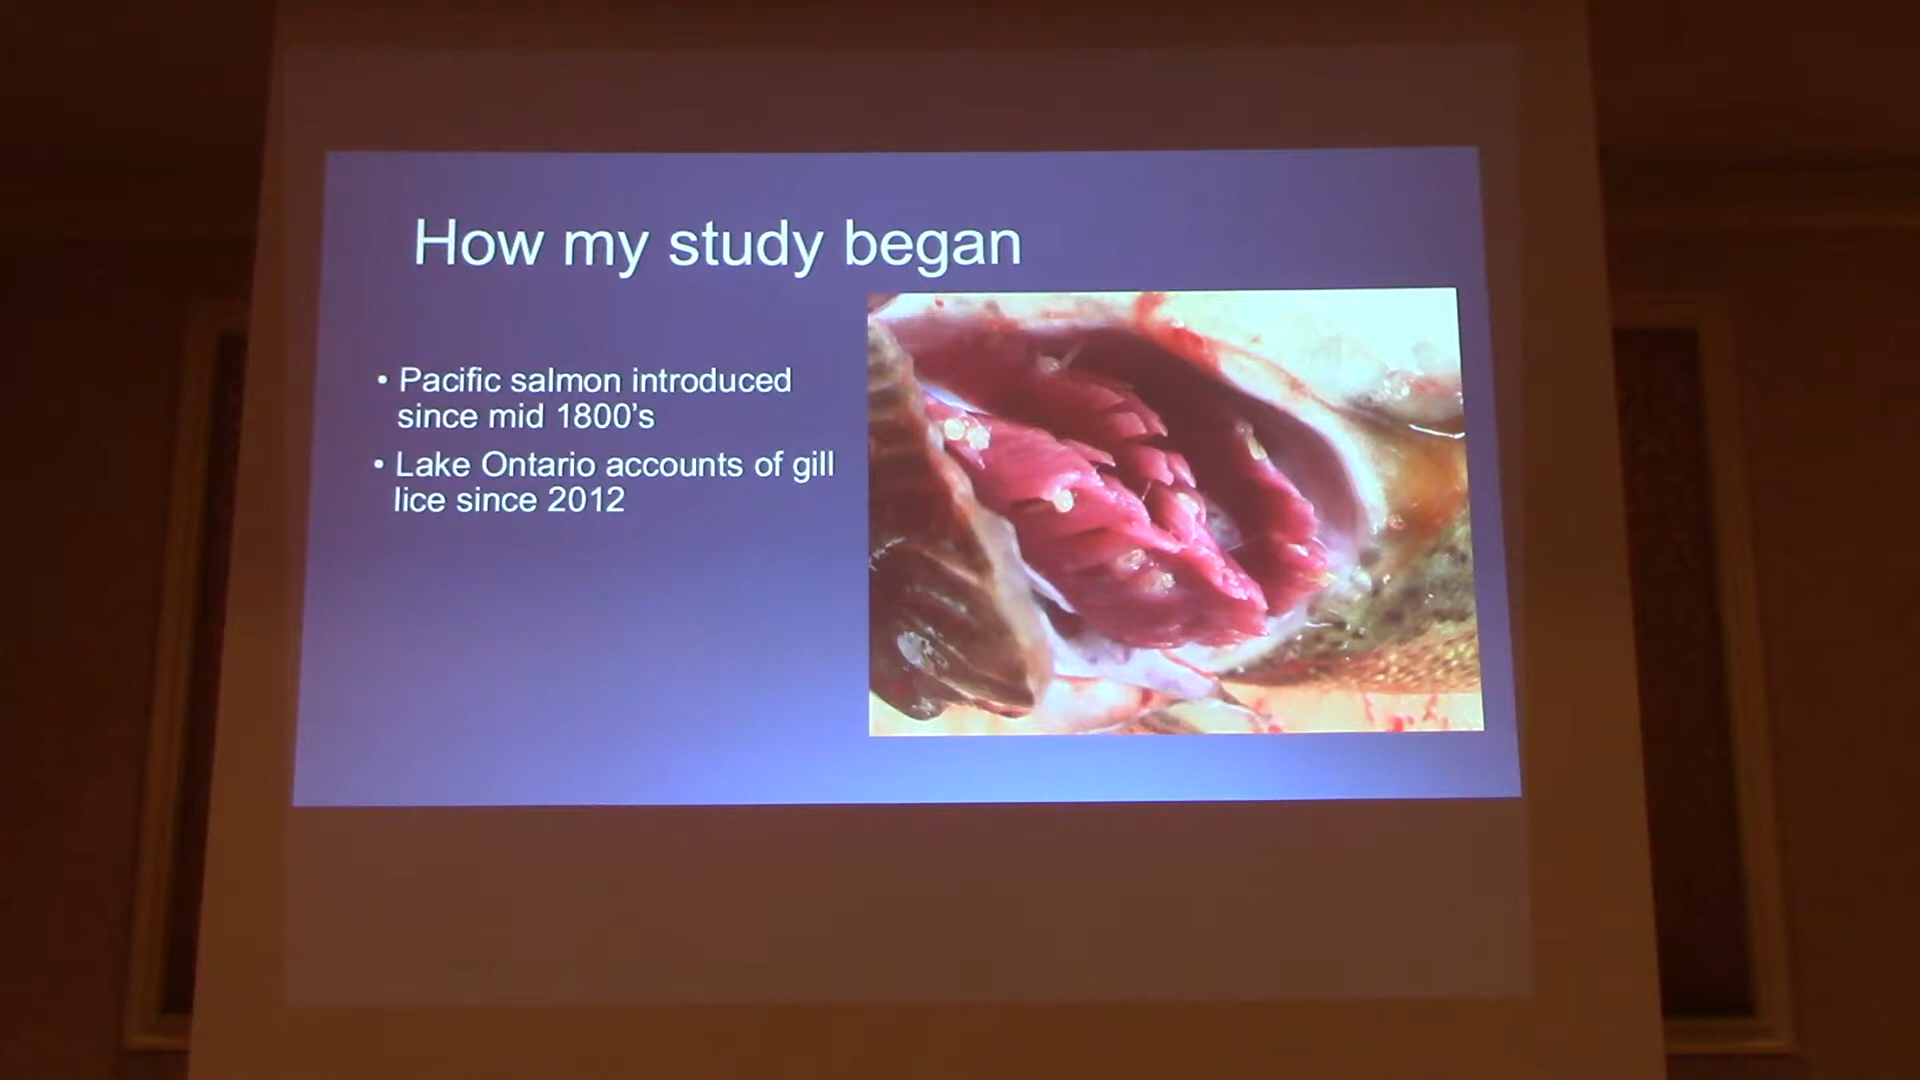 How my study began
• Pacific salmon introduced
since mid 1800’s
• Lake Ontario accounts of gill
lice since 2012